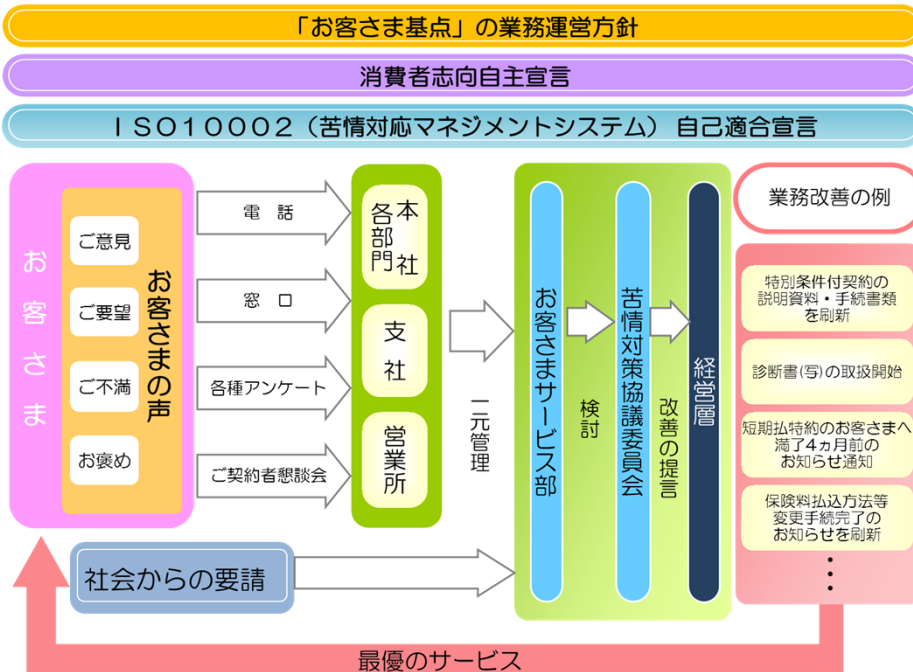 「お客さま基点」の業務運営方針
消費者志向自主宣言
ＩＳＯ１０００２（苦情対応マネジメントシステム）自己適合宣言
お客さま
お客さまの声
ご意見
ご要望
ご不満
お褒め
電話
窓口
各種アンケート
ご契約者懇談会
本社
各部門
支社
営業所
一元管理
お客さまサービス部
検討
苦情対策協議委員会
改善の提言
経営層
業務改善の例
特別条件付契約の
説明資料・手続書類
を刷新
診断書(写)の取扱開始
短期払特約のお客さまへ
満了4ヵ月前の
お知らせ通知
保険料払込方法等
変更手続完了の
お知らせを刷新
・・・
社会からの要請
最優のサービス